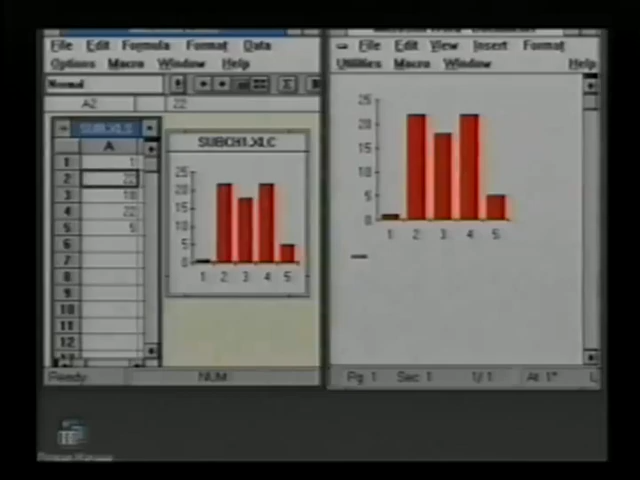 File Edit Formula Format Data
Options Macro Window Help
Normal
A2 22
SUB.XLS
A
1 1
2 22
3 18
4 22
5 5
6
7
8
9
10
11
12
SUBCH1.XLC
25
20
15
10
5
0
1 2 3 4 5
Ready NUM
File Edit View Insert Format
Utilities Macro Window Help
25
20
15
10
5
0
1 2 3 4 5
Pg 1 Sec 1 1/1 At 1"
Program Manager